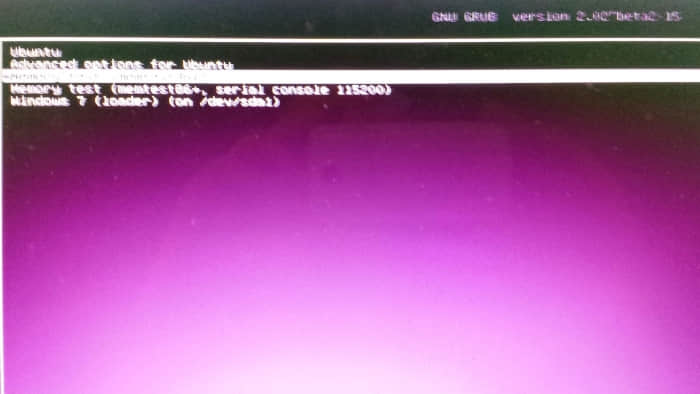 GNU GRUB version 2.02~beta2-15
Ubuntu
Advanced options for Ubuntu
Memory test (memtest86+, serial console 115200)
Windows 7 (loader) (on /dev/sda1)